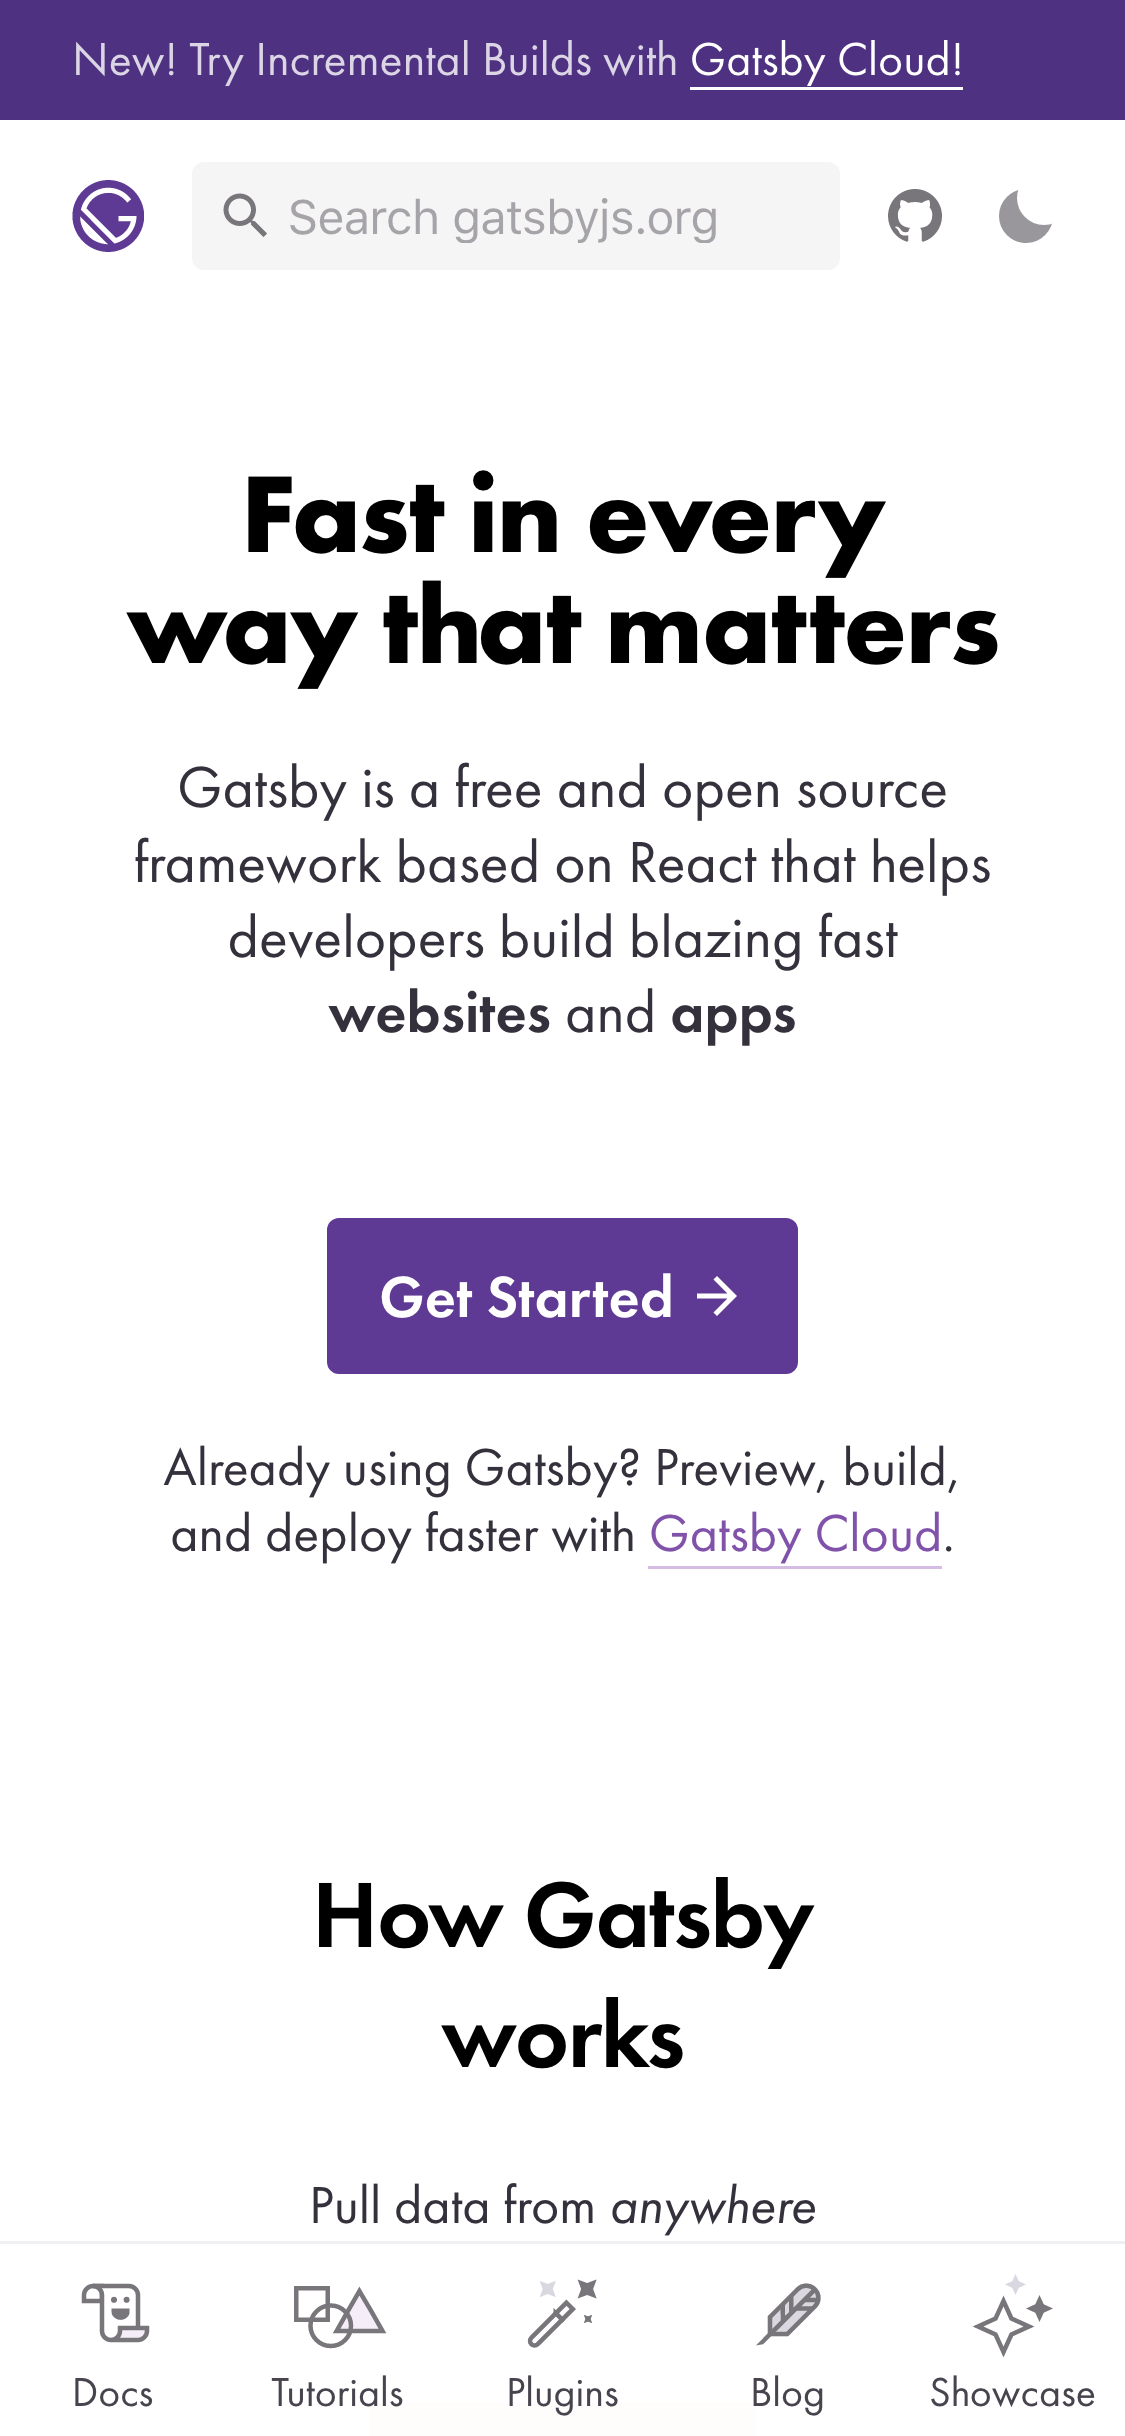 New! Try Incremental Builds with Gatsby Cloud!
Search gatsbyjs.org
Fast in every
way that matters
Gatsby is a free and open source
framework based on React that helps
developers build blazing fast
websites and apps
Get Started →
Already using Gatsby? Preview, build,
and deploy faster with Gatsby Cloud.
How Gatsby
works
Pull data from anywhere
Docs
Tutorials
Plugins
Blog
Showcase